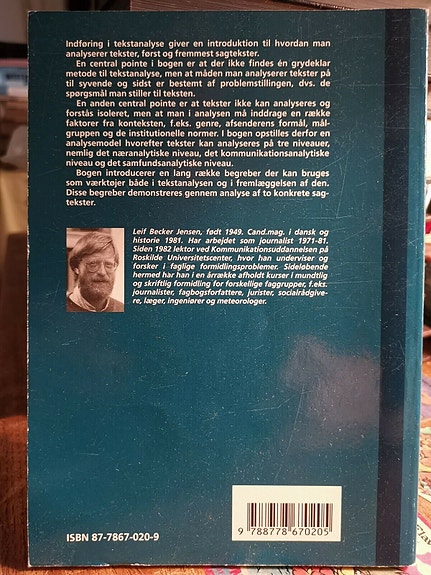 Indføring i tekstanalyse giver en introduktion til hvordan man
analyserer tekster, først og fremmest sagtekster.
En central pointe i bogen er at der ikke findes én grydeklar
metode til tekstanalyse, men at måden man analyserer tekster på
til syvende og sidst er bestemt af problemstillingen, dvs. de
spørgsmål man stiller til teksten.
En anden central pointe er at tekster ikke kan analyseres og
forstås isoleret, men at man i analysen må inddrage en række
faktorer fra konteksten, f.eks. genre, afsenderens formål, mål-
gruppen og de institutionelle normer. I bogen opstilles derfor en
analysemodel hvorefter tekster kan analyseres på tre niveauer,
nemlig det næranalytiske niveau, det kommunikationsanalytiske
niveau og det samfundsanalytiske niveau.
Bogen introducerer en lang række begreber der kan bruges
som værktøjer både i tekstanalysen og i fremlæggelsen af den.
Disse begreber demonstreres gennem analyse af to konkrete sag-
tekster.
Leif Becker Jensen, født 1949. Cand.mag. i dansk og
historie 1981. Har arbejdet som journalist 1971-81.
Siden 1982 lektor ved Kommunikationsuddannelsen på
Roskilde Universitetscenter, hvor han underviser og
forsker i faglige formidlingsproblemer. Sideløbende
hermed har han i en årrække afholdt kurser i mundtlig
og skriftlig formidling for forskellige faggrupper, f.eks.
journalister, fagbogsforfattere, jurister, socialrådgive-
re, læger, ingeniører og meteorologer.
ISBN 87-7867-020-9
9 788778 670205